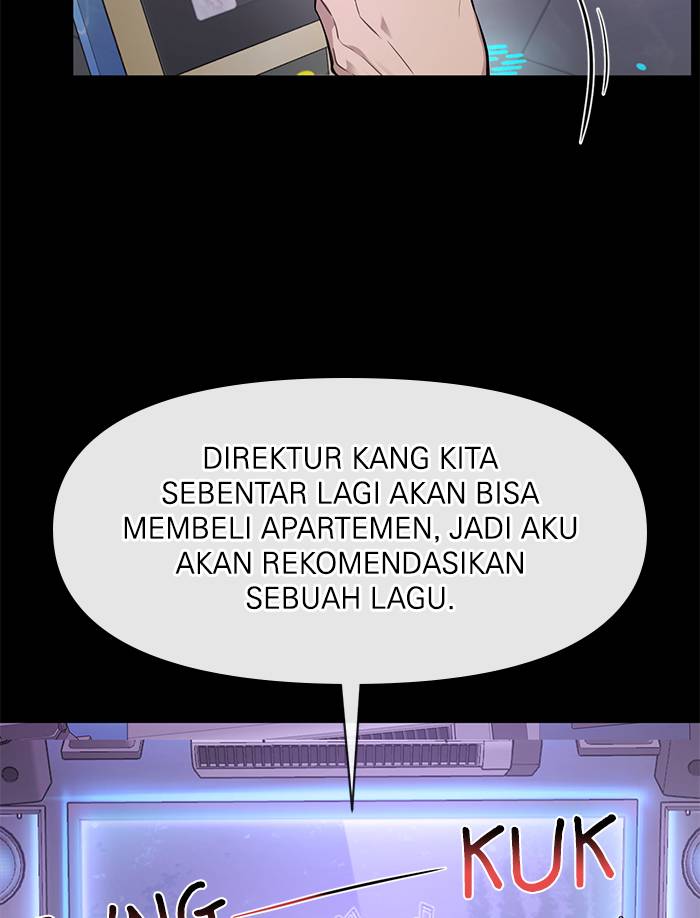 DIREKTUR KANG KITA
SEBENTAR LAGI AKAN BISA
MEMBELI APARTEMEN, JADI AKU
AKAN REKOMENDASIKAN
SEBUAH LAGU.
KUK